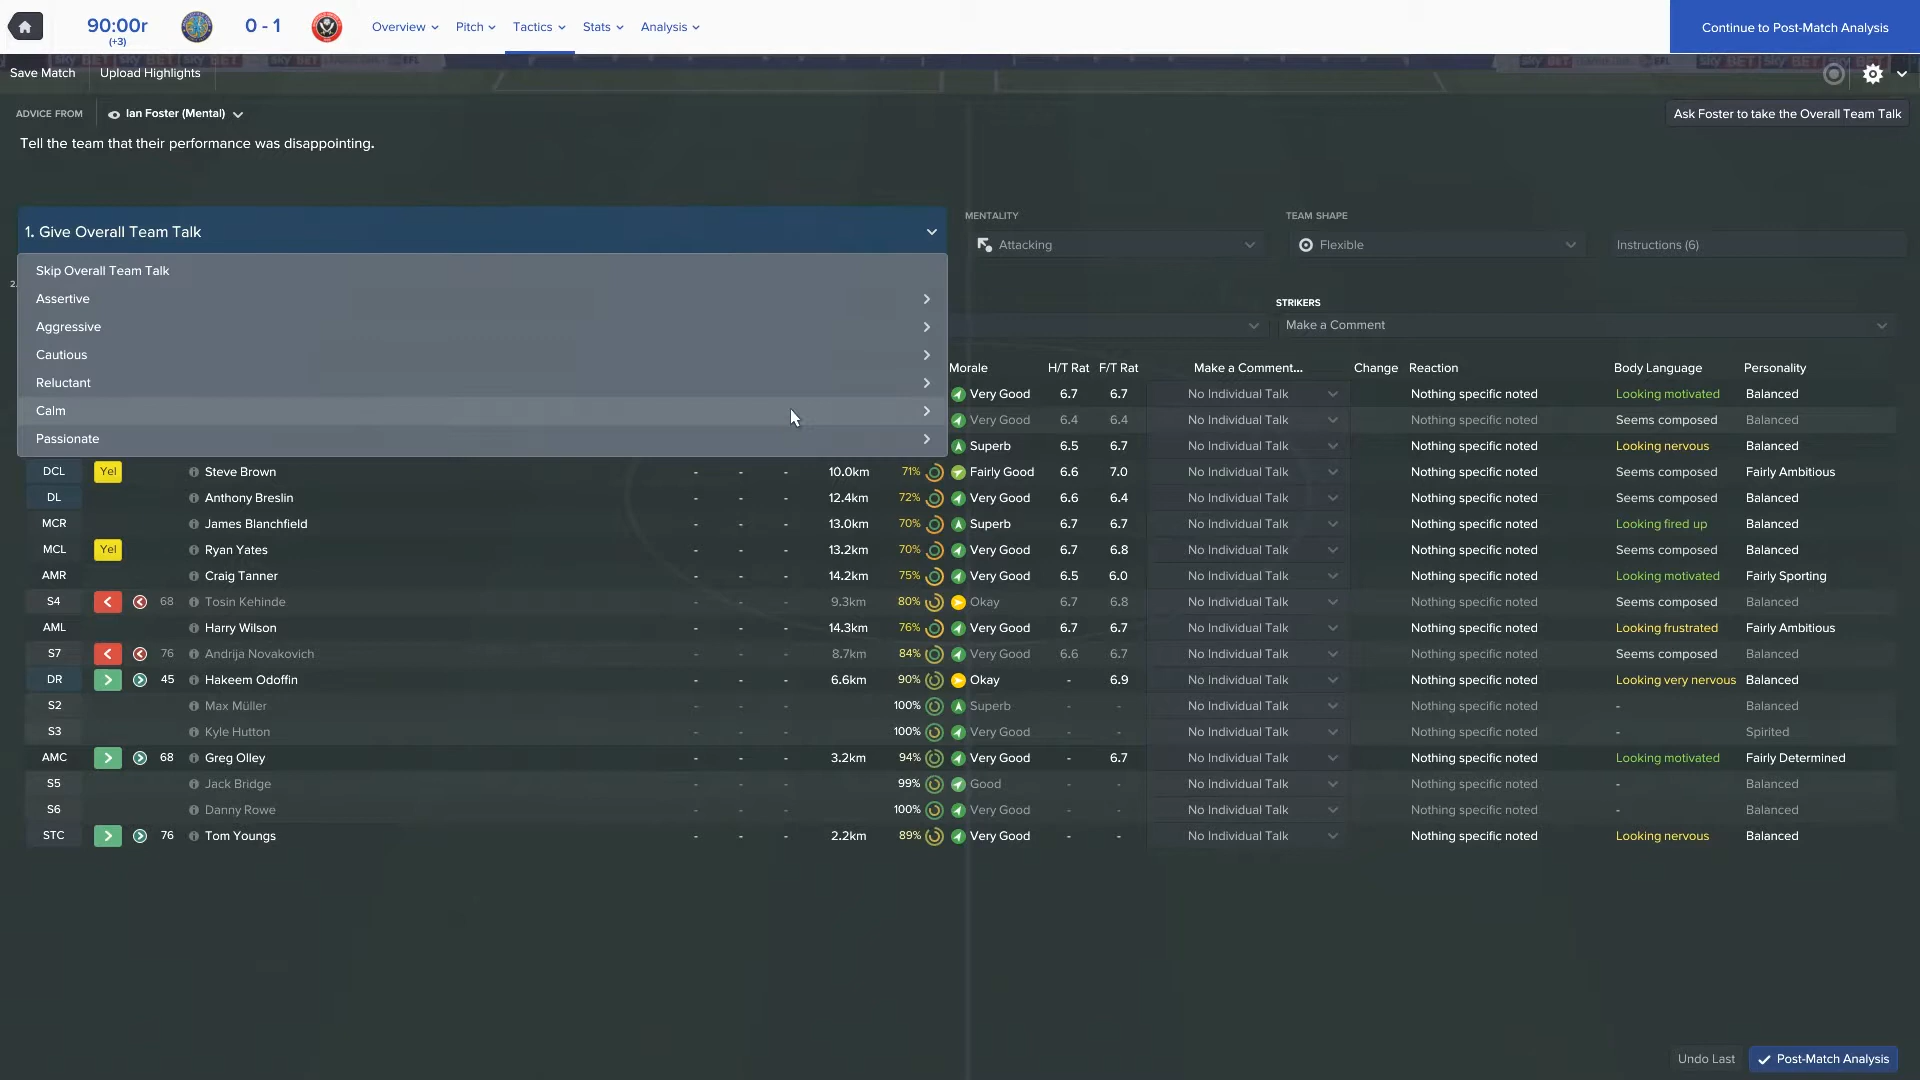 90:00r
(+3)
0 - 1
Overview
Pitch
Tactics
Stats
Analysis
Continue to Post-Match Analysis
Save Match
Upload Highlights
ADVICE FROM
Ian Foster (Mental)
Ask Foster to take the Overall Team Talk
Tell the team that their performance was disappointing.
1. Give Overall Team Talk
MENTALITY
Attacking
TEAM SHAPE
Flexible
Instructions (6)
Skip Overall Team Talk
Assertive
Aggressive
Cautious
Reluctant
Calm
Passionate
2.
STRIKERS
Make a Comment
Morale H/T Rat F/T Rat Make a Comment... Change Reaction Body Language Personality
Very Good 6.7 6.7 No Individual Talk Nothing specific noted Looking motivated Balanced
Very Good 6.4 6.4 No Individual Talk Nothing specific noted Seems composed Balanced
Superb 6.5 6.7 No Individual Talk Nothing specific noted Looking nervous Balanced
DCL Yel Steve Brown - - - 10.0km 71% Fairly Good 6.6 7.0 No Individual Talk Nothing specific noted Seems composed Fairly Ambitious
DL Anthony Breslin - - - 12.4km 72% Very Good 6.6 6.4 No Individual Talk Nothing specific noted Seems composed Balanced
MCR James Blanchfield - - - 13.0km 70% Superb 6.7 6.7 No Individual Talk Nothing specific noted Looking fired up Balanced
MCL Yel Ryan Yates - - - 13.2km 70% Very Good 6.7 6.8 No Individual Talk Nothing specific noted Seems composed Balanced
AMR Craig Tanner - - - 14.2km 75% Very Good 6.5 6.0 No Individual Talk Nothing specific noted Looking motivated Fairly Sporting
S4 68 Tosin Kehinde - - - 9.3km 80% Okay 6.7 6.8 No Individual Talk Nothing specific noted Seems composed Balanced
AML Harry Wilson - - - 14.3km 76% Very Good 6.7 6.7 No Individual Talk Nothing specific noted Looking frustrated Fairly Ambitious
S7 76 Andrija Novakovich - - - 8.7km 84% Very Good 6.6 6.7 No Individual Talk Nothing specific noted Seems composed Balanced
DR 45 Hakeem Odoffin - - - 6.6km 90% Okay - 6.9 No Individual Talk Nothing specific noted Looking very nervous Balanced
S2 Max Müller - - - 100% Superb - - No Individual Talk Nothing specific noted - Balanced
S3 Kyle Hutton - - - 100% Very Good - - No Individual Talk Nothing specific noted - Spirited
AMC 68 Greg Olley - - - 3.2km 94% Very Good - 6.7 No Individual Talk Nothing specific noted Looking motivated Fairly Determined
S5 Jack Bridge - - - 99% Good - - No Individual Talk Nothing specific noted - Balanced
S6 Danny Rowe - - - 100% Very Good - - No Individual Talk Nothing specific noted - Balanced
STC 76 Tom Youngs - - - 2.2km 89% Very Good - - No Individual Talk Nothing specific noted Looking nervous Balanced
Undo Last
Post-Match Analysis